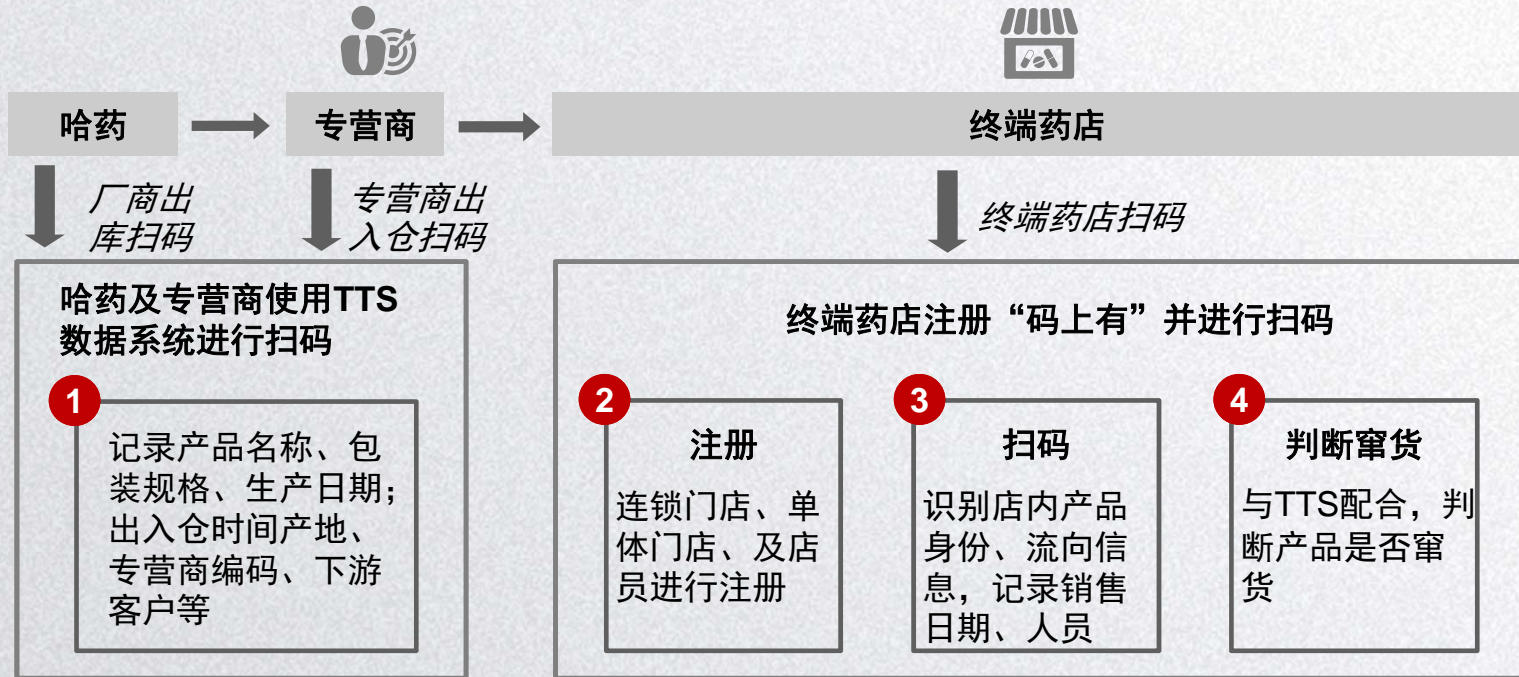 哈药
专营商
终端药店
厂商出
库扫码
专营商出
入仓扫码
终端药店扫码
哈药及专营商使用TTS
数据系统进行扫码
1
记录产品名称、包
装规格、生产日期；
出入仓时间产地、
专营商编码、下游
客户等
终端药店注册“码上有”并进行扫码
2
注册
连锁门店、单
体门店、及店
员进行注册
3
扫码
识别店内产品
身份、流向信
息，记录销售
日期、人员
4
判断窜货
与TTS配合，判
断产品是否窜
货